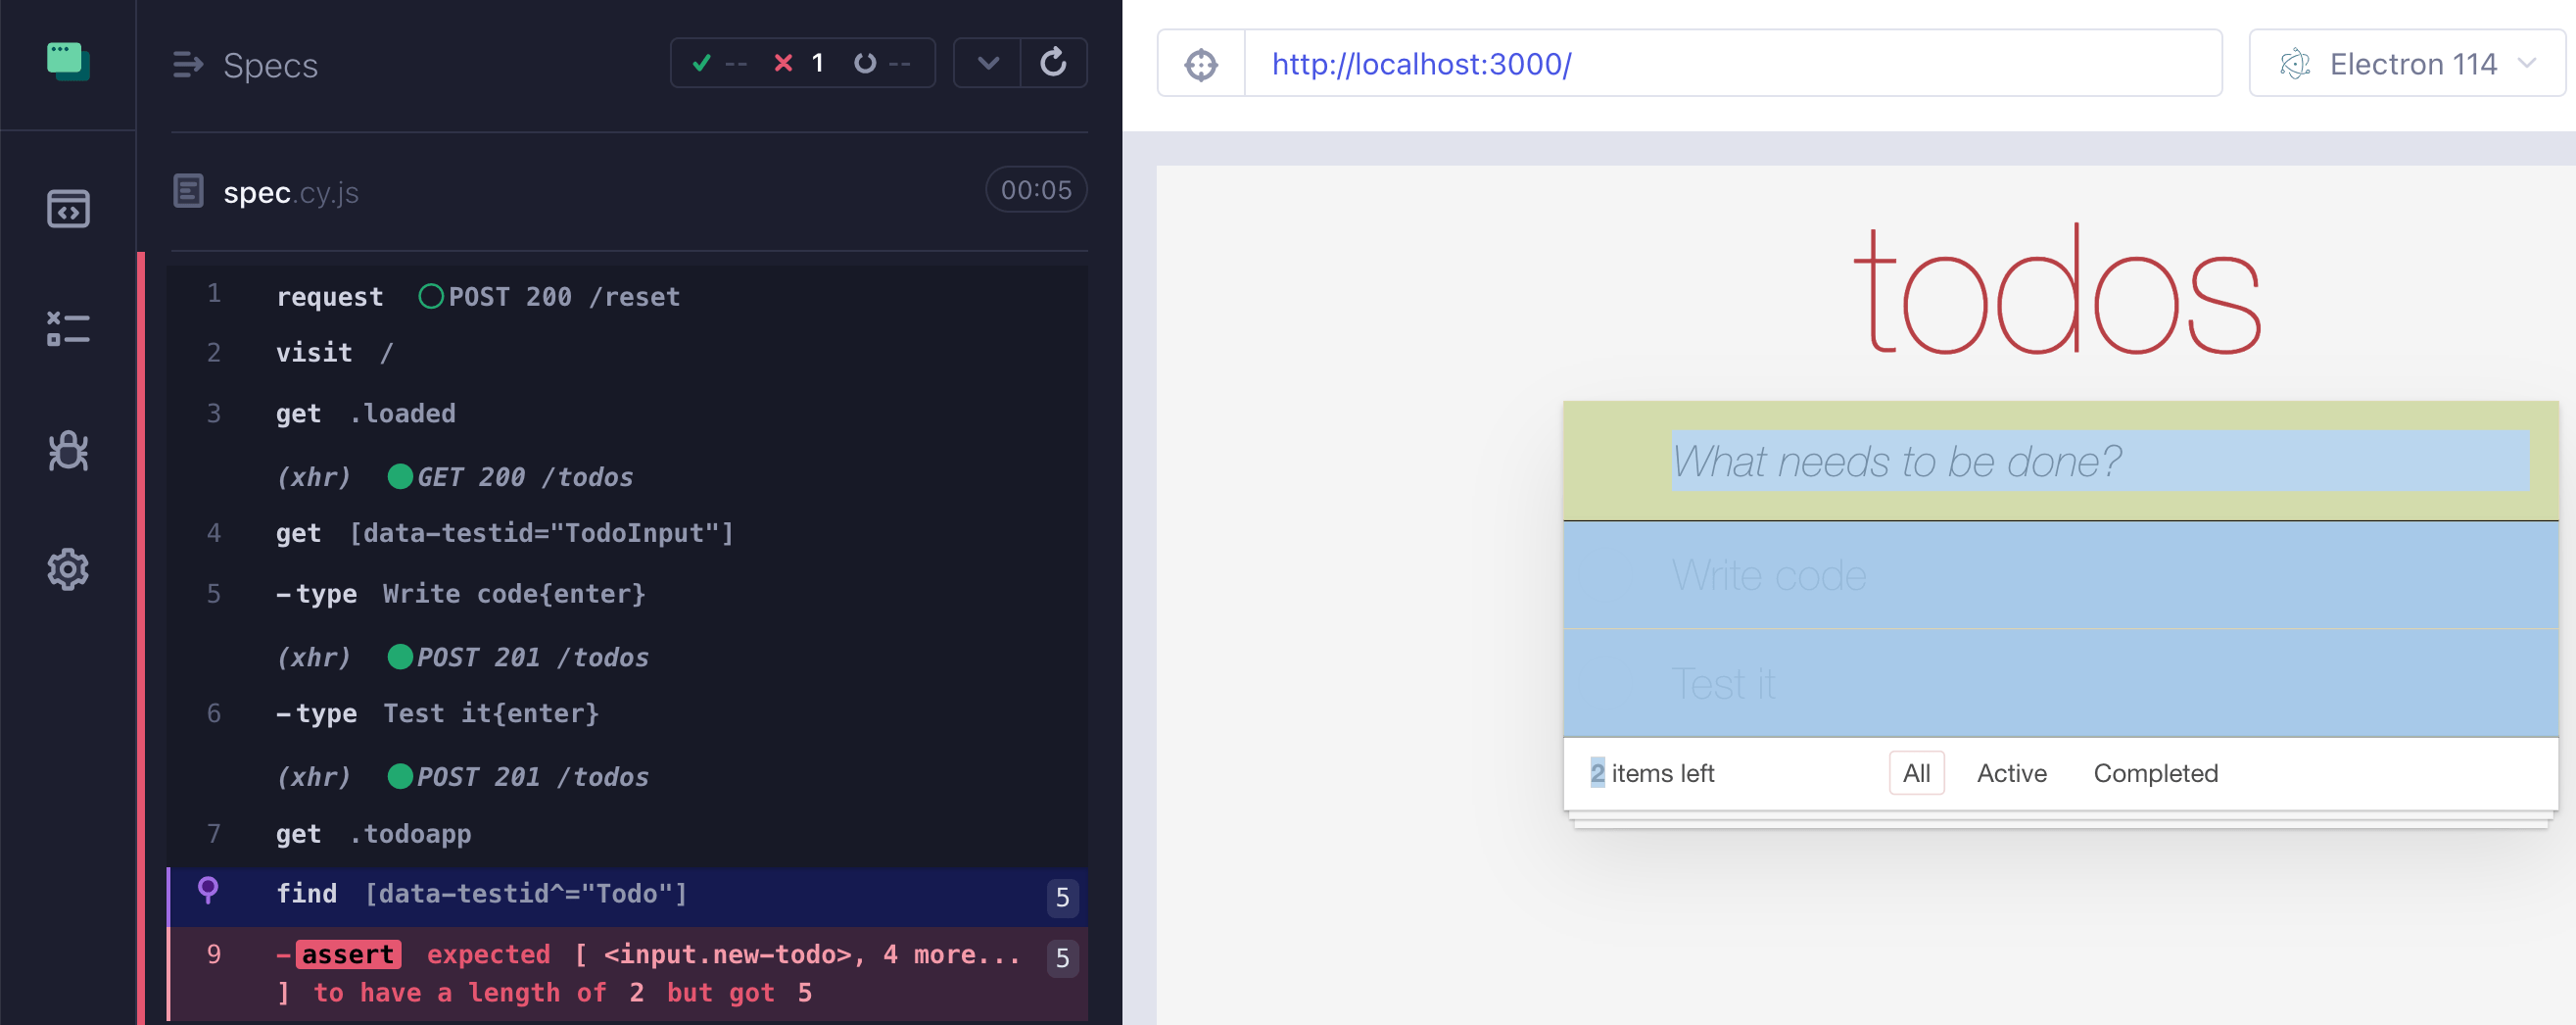 Specs
-- 1 --
spec.cy.js
00:05
1 request POST 200 /reset
2 visit /
3 get .loaded
(xhr) GET 200 /todos
4 get [data-testid="TodoInput"]
5 -type Write code{enter}
(xhr) POST 201 /todos
6 -type Test it{enter}
(xhr) POST 201 /todos
7 get .todoapp
find [data-testid^="Todo"] 5
9 -assert expected [ <input.new-todo>, 4 more... 5
] to have a length of 2 but got 5
http://localhost:3000/
Electron 114
todos
What needs to be done?
Write code
Test it
2 items left All Active Completed